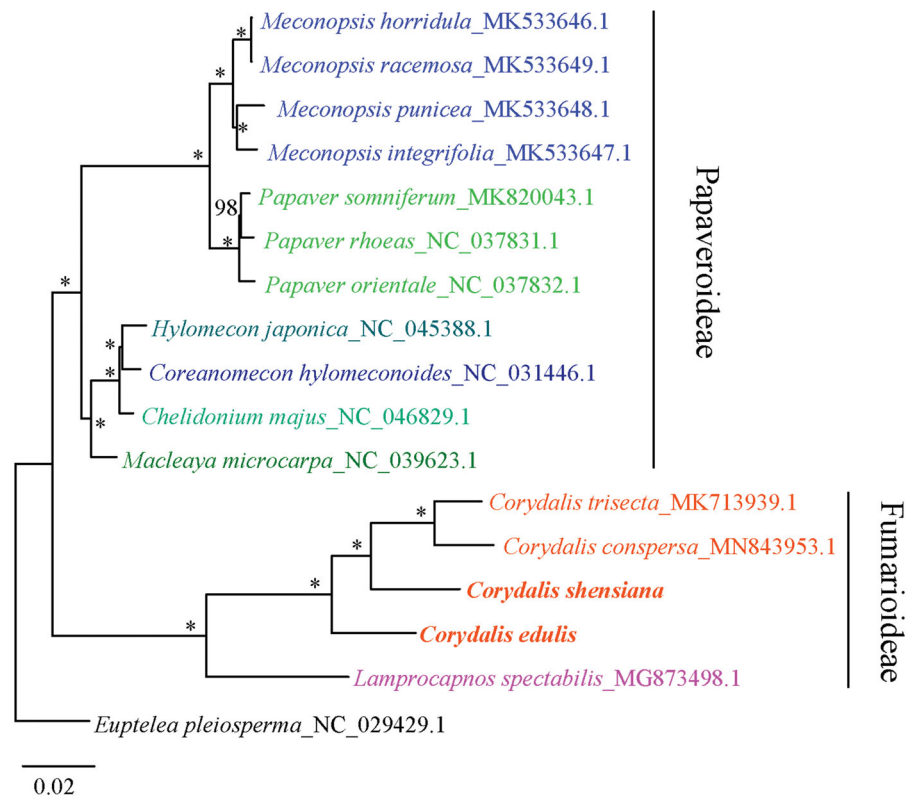 Meconopsis horridula_MK533646.1
*
Meconopsis racemosa_MK533649.1
*
Meconopsis punicea_MK533648.1
*
Meconopsis integrifolia_MK533647.1
*
Papaver somniferum_MK820043.1
98
Papaver rhoeas_NC_037831.1
*
Papaver orientale_NC_037832.1
*
Hylomecon japonica_NC_045388.1
*
Coreanomecon hylomeconoides_NC_031446.1
*
Chelidonium majus_NC_046829.1
*
Macleaya microcarpa_NC_039623.1
Papaveroideae
Corydalis trisecta_MK713939.1
*
Corydalis conspersa_MN843953.1
*
Corydalis shensiana
*
Corydalis edulis
*
Lamprocapnos spectabilis_MG873498.1
Fumarioideae
Euptelea pleiosperma_NC_029429.1
0.02